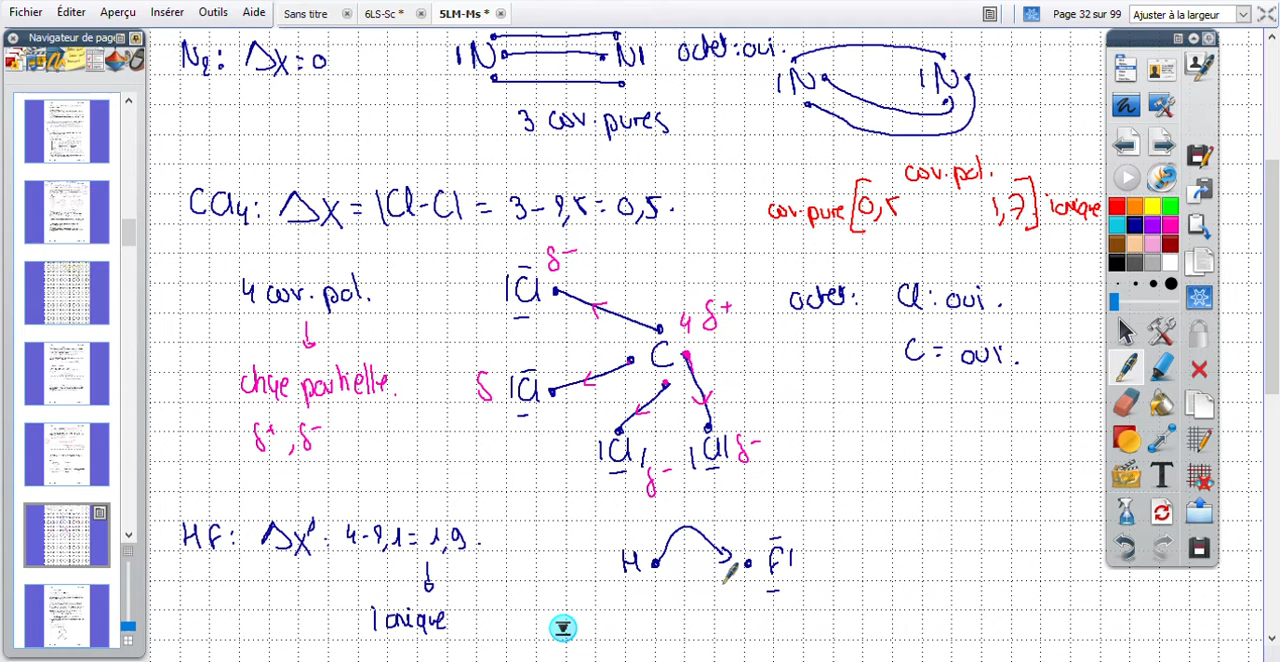 Fichier Éditer Aperçu Insérer Outils Aide
Sans titre 6LS-Sc * 5LM-Ms *
Page 32 sur 99 Ajuster à la largeur
Navigateur de page
N2 : ΔX = 0
|N N|
octet : oui.
|N |N
3 cov. pures
cov. pol.
CCl4 : ΔX = |Cl-C| = 3 - 2,5 = 0,5.
cov. pure [0,5 1,7] ionique
δ-
|Cl
4 cov. pol.
4 δ+
octet : Cl : oui.
C
C = oui.
chge partielle.
δ |Cl
δ+, δ-
|Cl| |Cl| δ-
δ-
HF : ΔX : 4 - 2,1 = 1,9.
H F|
ionique
T